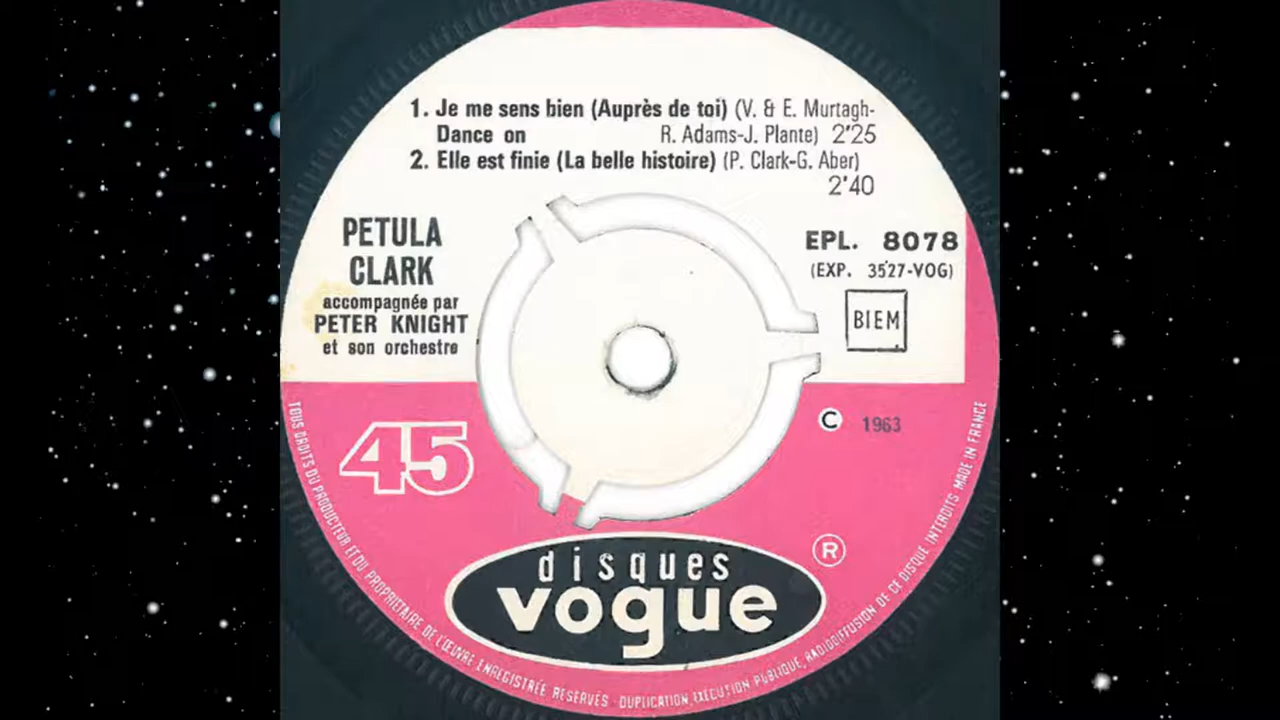 1. Je me sens bien (Auprès de toi) (V. & E. Murtagh-
Dance on R. Adams-J. Plante) 2'25
2. Elle est finie (La belle histoire) (P. Clark-G. Aber)
2'40
PETULA
CLARK
accompagnée par
PETER KNIGHT
et son orchestre
EPL. 8078
(EXP. 3527-VOG)
BIEM
45
C 1963
disques
vogue
®
TOUS DROITS DU PRODUCTEUR ET DU PROPRIETAIRE DE L'ŒUVRE ENREGISTRÉE RESERVÉS - DUPLICATION, EXECUTION PUBLIQUE, RADIODIFFUSION DE CE DISQUE INTERDITS MADE IN FRANCE